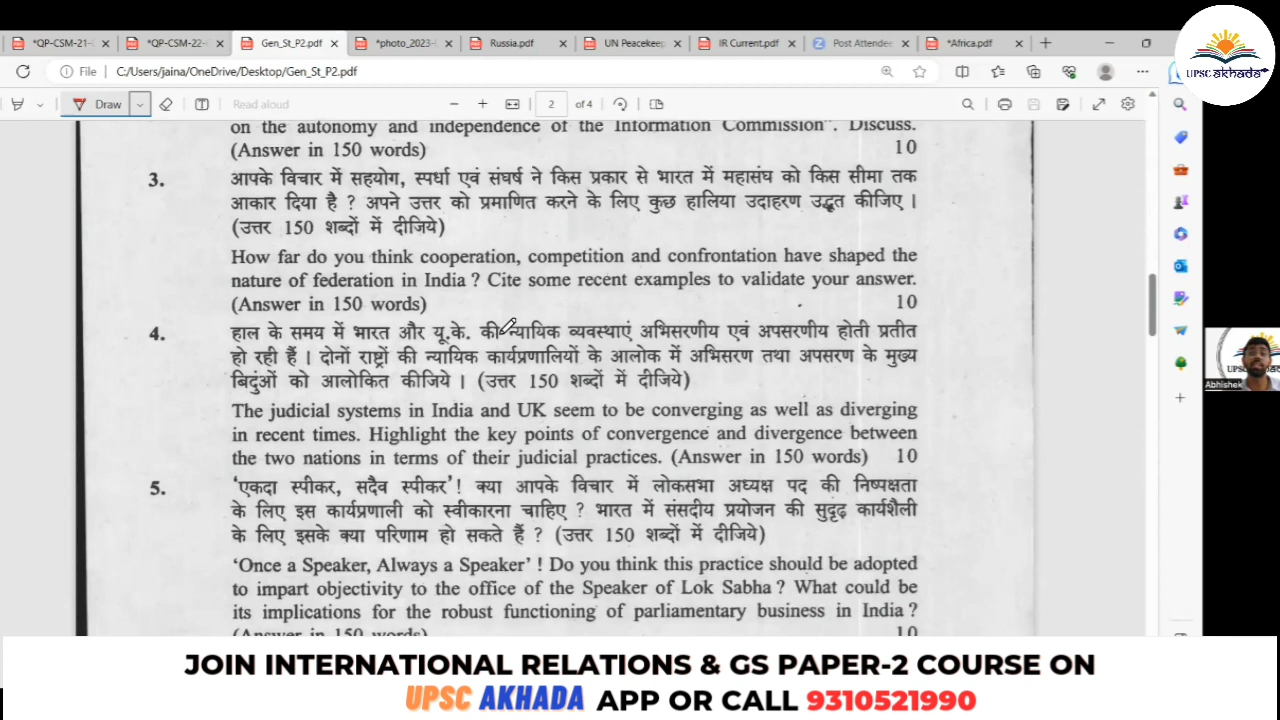 *QP-CSM-21-
*QP-CSM-22-
Gen_St_P2.pdf
*photo_2023-
Russia.pdf
UN Peacekeep
IR Current.pdf
Post Attendee
*Africa.pdf
File
C:/Users/jaina/OneDrive/Desktop/Gen_St_P2.pdf
UPSC akhada
Draw
Read aloud
2 of 4
on the autonomy and independence of the Information Commission". Discuss.
(Answer in 150 words) 10
3. आपके विचार में सहयोग, स्पर्धा एवं संघर्ष ने किस प्रकार से भारत में महासंघ को किस सीमा तक
आकार दिया है ? अपने उत्तर को प्रमाणित करने के लिए कुछ हालिया उदाहरण उद्धृत कीजिए ।
(उत्तर 150 शब्दों में दीजिये)
How far do you think cooperation, competition and confrontation have shaped the
nature of federation in India ? Cite some recent examples to validate your answer.
(Answer in 150 words) 10
4. हाल के समय में भारत और यू.के. की न्यायिक व्यवस्थाएं अभिसरणीय एवं अपसरणीय होती प्रतीत
हो रही हैं । दोनों राष्ट्रों की न्यायिक कार्यप्रणालियों के आलोक में अभिसरण तथा अपसरण के मुख्य
बिदुंओं को आलोकित कीजिये । (उत्तर 150 शब्दों में दीजिये)
The judicial systems in India and UK seem to be converging as well as diverging
in recent times. Highlight the key points of convergence and divergence between
the two nations in terms of their judicial practices. (Answer in 150 words) 10
5. 'एकदा स्पीकर, सदैव स्पीकर' ! क्या आपके विचार में लोकसभा अध्यक्ष पद की निष्पक्षता
के लिए इस कार्यप्रणाली को स्वीकारना चाहिए ? भारत में संसदीय प्रयोजन की सुदृढ़ कार्यशैली
के लिए इसके क्या परिणाम हो सकते हैं ? (उत्तर 150 शब्दों में दीजिये)
'Once a Speaker, Always a Speaker' ! Do you think this practice should be adopted
to impart objectivity to the office of the Speaker of Lok Sabha ? What could be
its implications for the robust functioning of parliamentary business in India ?
(Answer in 150 words) 10
Abhishek
JOIN INTERNATIONAL RELATIONS & GS PAPER-2 COURSE ON
UPSC AKHADA APP OR CALL 9310521990